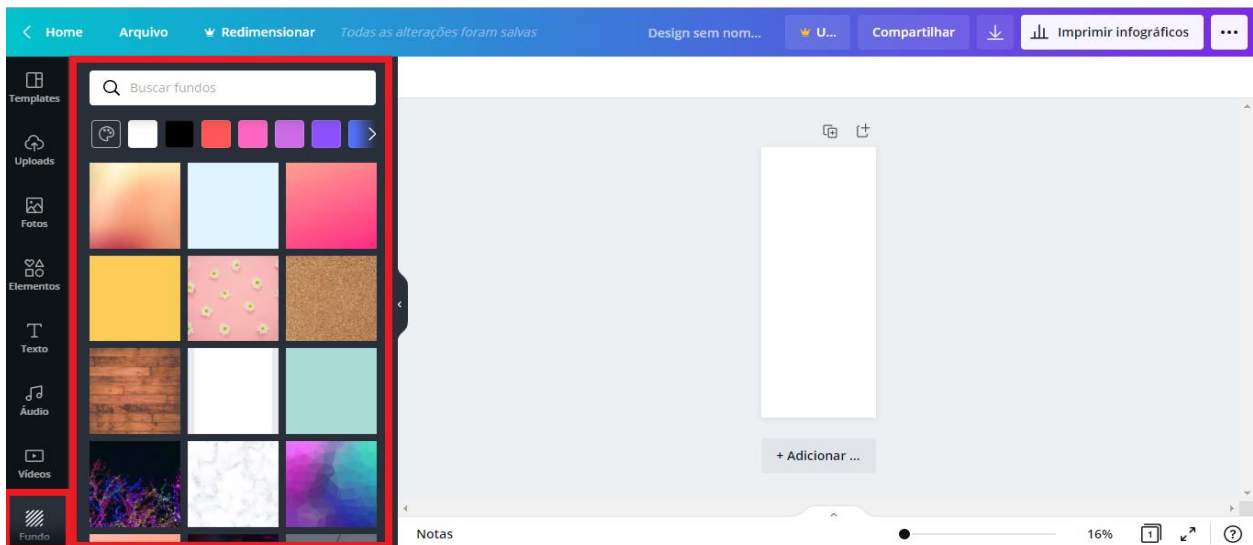 Home Arquivo Redimensionar Todas as alterações foram salvas Design sem nom... U... Compartilhar Imprimir infográficos
Templates
Uploads
Fotos
Elementos
Texto
Áudio
Vídeos
Fundo
Buscar fundos
+ Adicionar ...
Notas 16% 1 ?